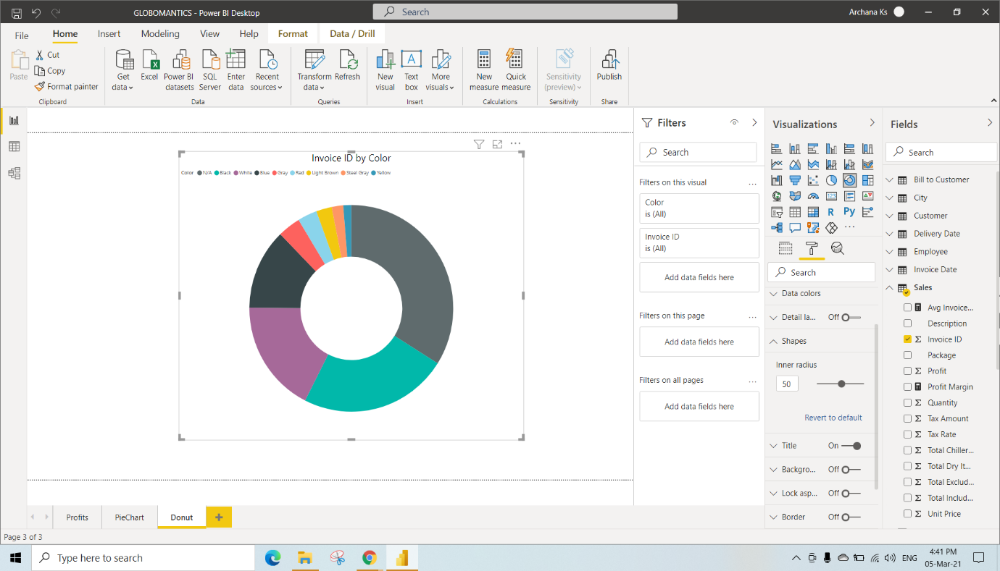 GLOBOMANTICS - Power BI Desktop
Search
Archana Ks
File
Home
Insert
Modeling
View
Help
Format
Data / Drill
Paste
Cut
Copy
Format painter
Clipboard
Get data
Excel
Power BI datasets
SQL Server
Enter data
Recent sources
Data
Transform data
Refresh
Queries
New visual
Text box
More visuals
Insert
New measure
Quick measure
Calculations
Sensitivity (preview)
Sensitivity
Publish
Share
Invoice ID by Color
Color N/A Black White Blue Gray Red Light Brown Steel Gray Yellow
Filters
Search
Filters on this visual
Color
is (All)
Invoice ID
is (All)
Add data fields here
Filters on this page
Add data fields here
Filters on all pages
Add data fields here
Visualizations
R
Py
123
Search
Data colors
Detail la... Off
Shapes
Inner radius
50
Revert to default
Title On
Backgro... Off
Lock asp... Off
Border Off
Fields
Search
Bill to Customer
City
Customer
Delivery Date
Employee
Invoice Date
Sales
Avg Invoice...
Description
Σ Invoice ID
Package
Σ Profit
Profit Margin
Σ Quantity
Σ Tax Amount
Σ Tax Rate
Σ Total Chiller...
Σ Total Dry It...
Σ Total Exclud...
Σ Total Includ...
Σ Unit Price
Profits
PieChart
Donut
Page 3 of 3
Type here to search
ENG
4:41 PM
05-Mar-21